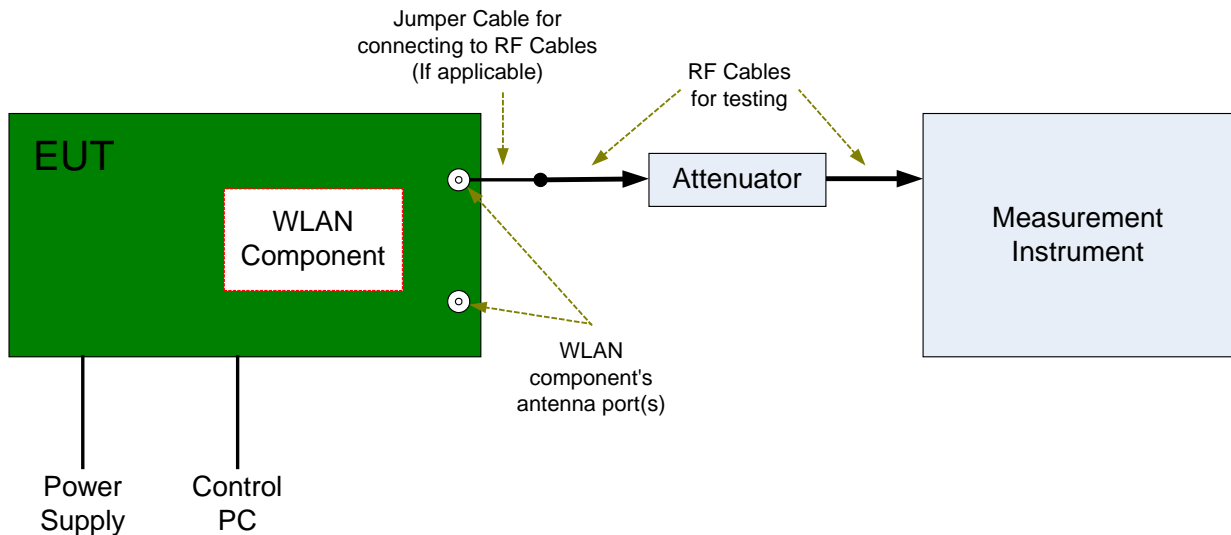 Jumper Cable for
connecting to RF Cables
(If applicable)
RF Cables
for testing
EUT
WLAN
Component
Attenuator
Measurement
Instrument
WLAN
component's
antenna port(s)
Power
Supply
Control
PC